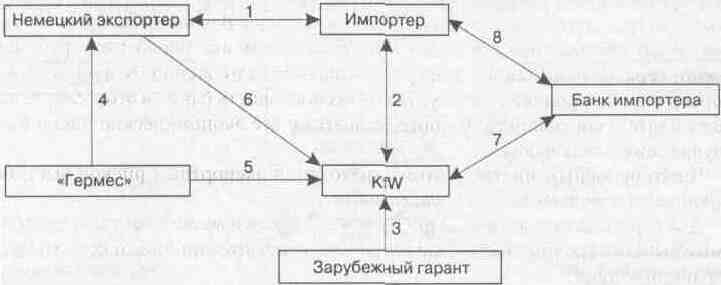 Немецкий экспортер
1
Импортер
8
4
6
2
Банк импортера
7
«Гермес»
5
KfW
3
Зарубежный гарант